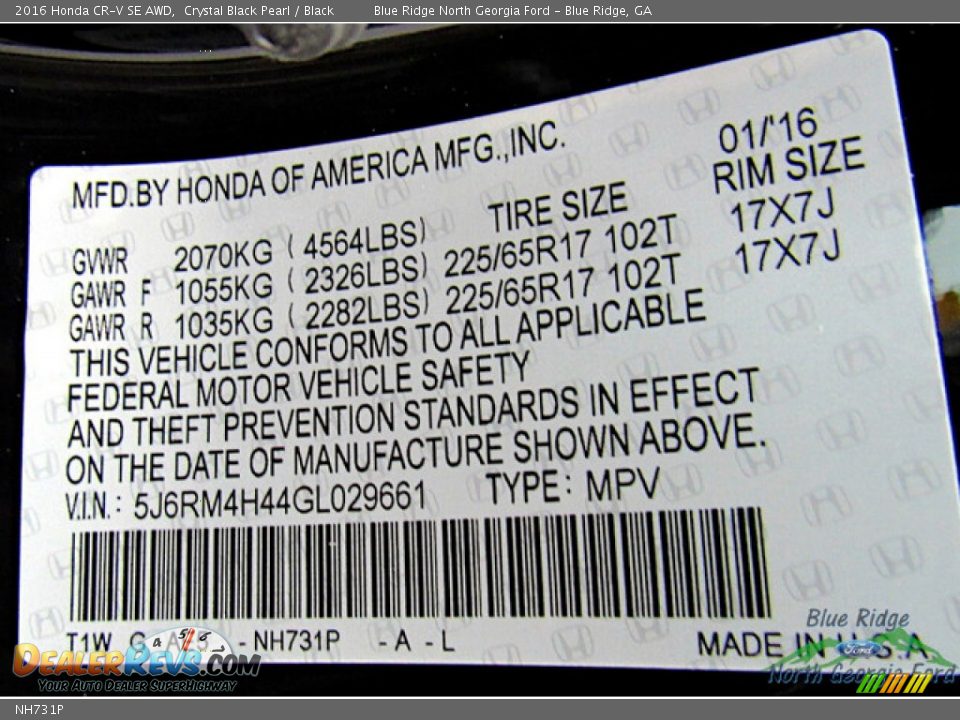 2016 Honda CR-V SE AWD, Crystal Black Pearl / Black Blue Ridge North Georgia Ford - Blue Ridge, GA
MFD.BY HONDA OF AMERICA MFG.,INC. 01/'16
TIRE SIZE RIM SIZE
GVWR 2070KG (4564LBS)
GAWR F 1055KG (2326LBS) 225/65R17 102T 17X7J
GAWR R 1035KG (2282LBS) 225/65R17 102T 17X7J
THIS VEHICLE CONFORMS TO ALL APPLICABLE
FEDERAL MOTOR VEHICLE SAFETY
AND THEFT PREVENTION STANDARDS IN EFFECT
ON THE DATE OF MANUFACTURE SHOWN ABOVE.
V.I.N.: 5J6RM4H44GL029661 TYPE: MPV
T1W -NH731P -A-L MADE IN U.S.A
DEALERREVS.COM
YOUR AUTO DEALER SUPERHIGHWAY
Blue Ridge
Ford
North Georgia Ford
NH731P